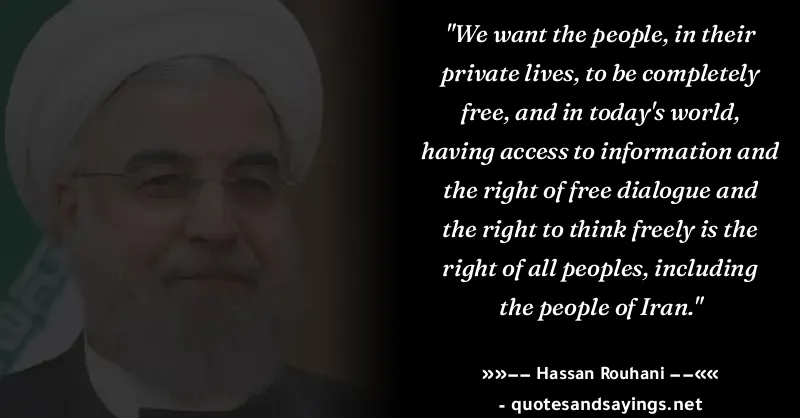 "We want the people, in their
private lives, to be completely
free, and in today's world,
having access to information and
the right of free dialogue and
the right to think freely is the
right of all peoples, including
the people of Iran."
»»−− Hassan Rouhani −−««
- quotesandsayings.net